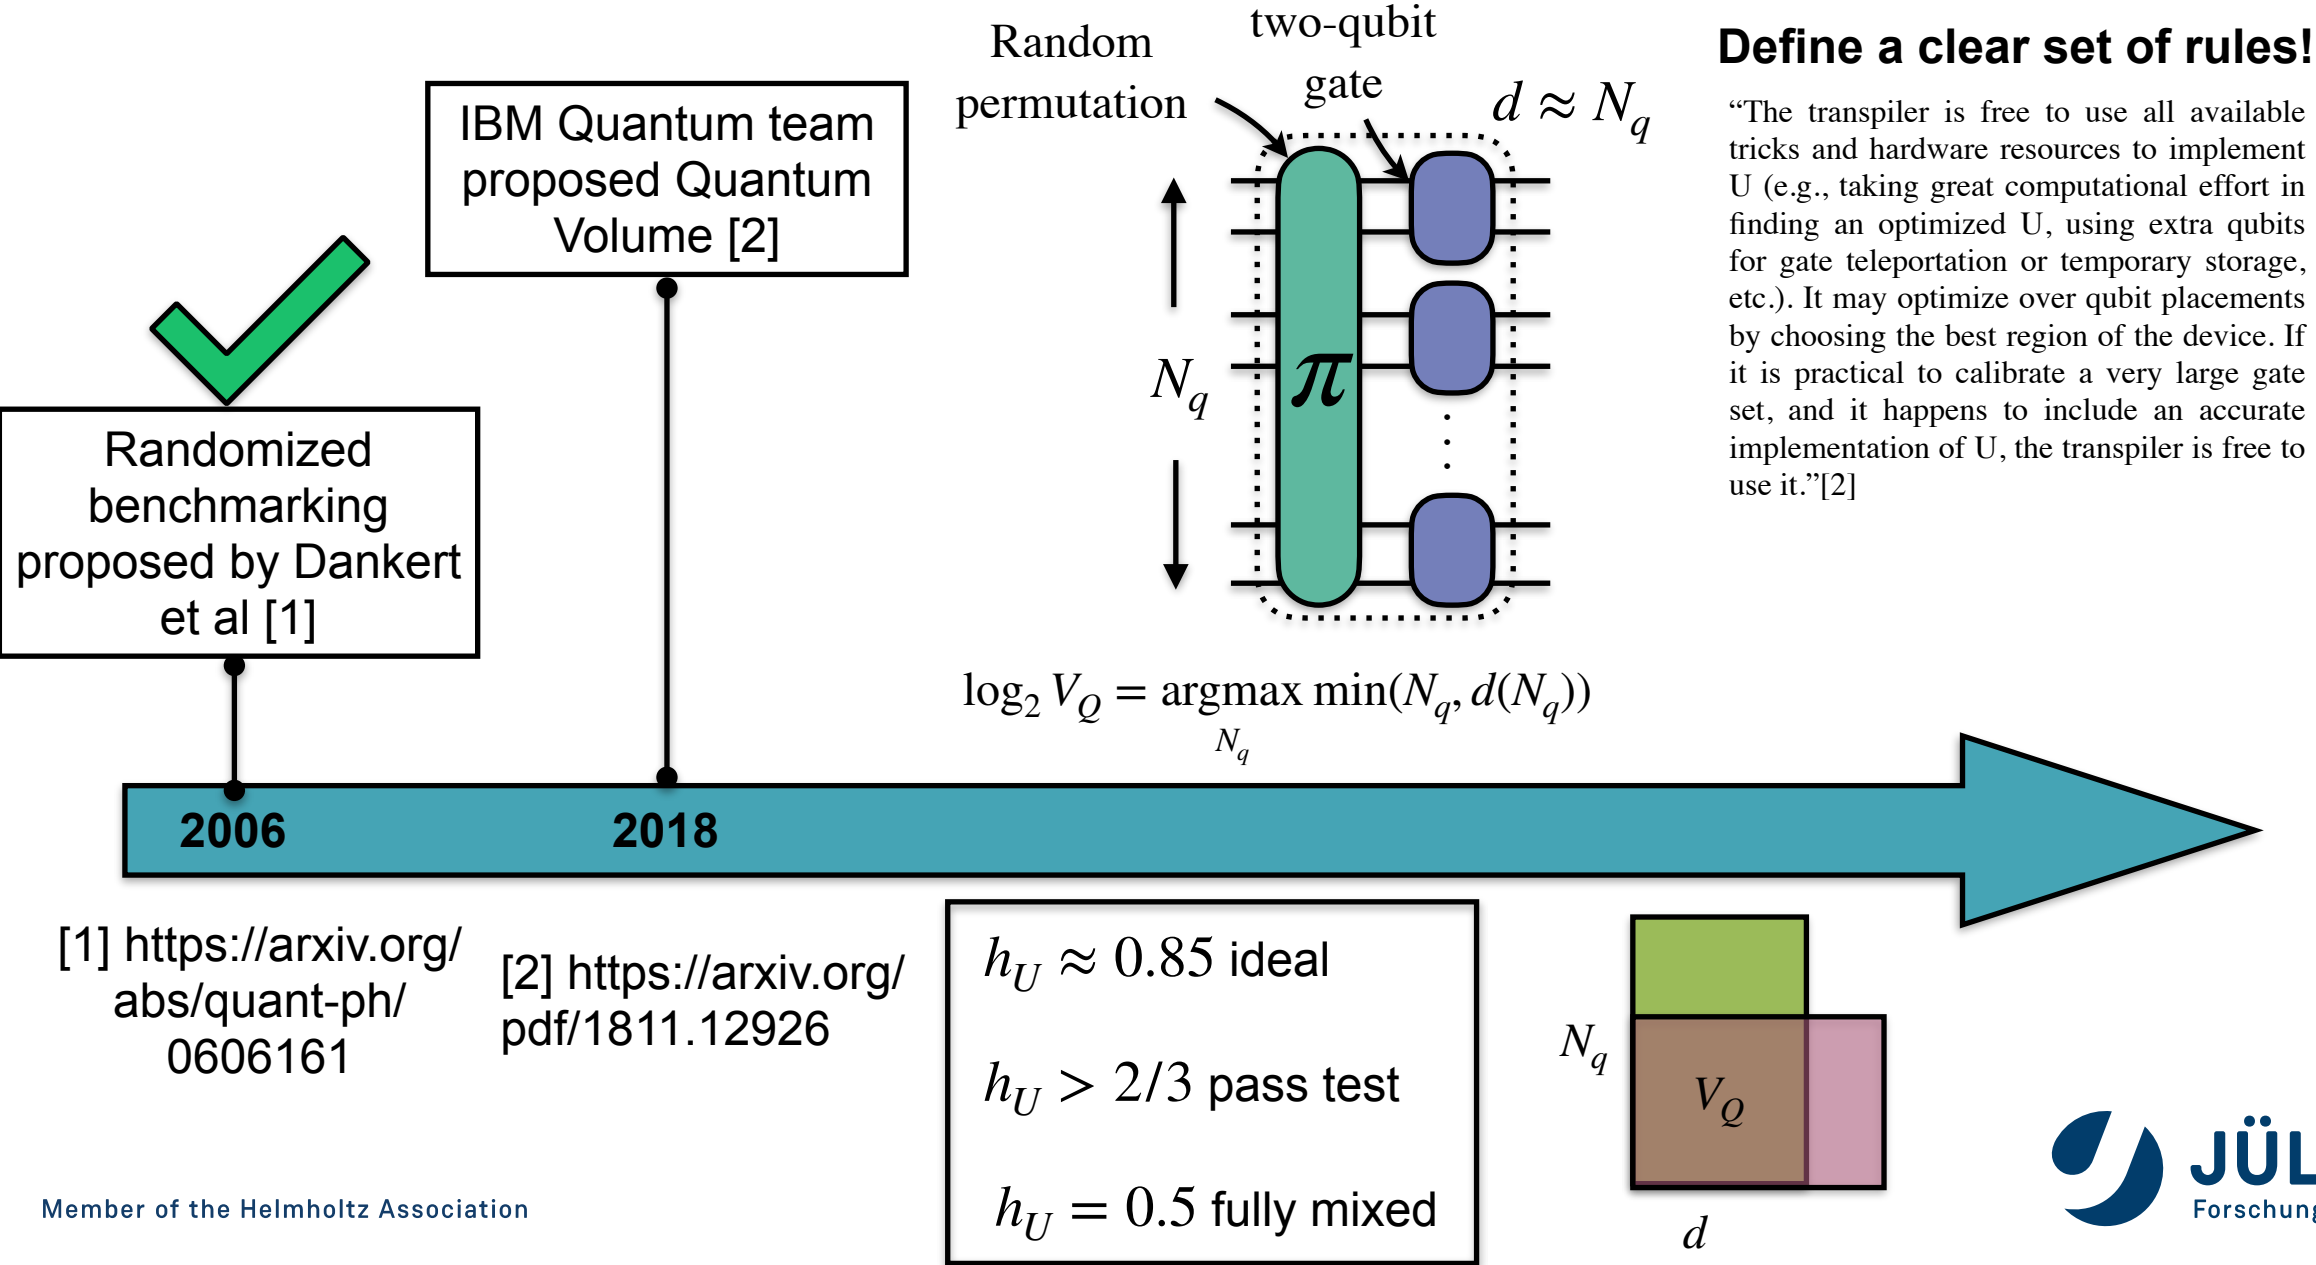 Random
permutation
two-qubit
gate
d ≈ N_q
Define a clear set of rules!
“The transpiler is free to use all available
tricks and hardware resources to implement
U (e.g., taking great computational effort in
finding an optimized U, using extra qubits
for gate teleportation or temporary storage,
etc.). It may optimize over qubit placements
by choosing the best region of the device. If
it is practical to calibrate a very large gate
set, and it happens to include an accurate
implementation of U, the transpiler is free to
use it.”[2]
IBM Quantum team
proposed Quantum
Volume [2]
Randomized
benchmarking
proposed by Dankert
et al [1]
N_q
π
log_2 V_Q = argmax min(N_q, d(N_q))
N_q
2006
2018
[1] https://arxiv.org/
abs/quant-ph/
0606161
[2] https://arxiv.org/
pdf/1811.12926
h_U ≈ 0.85 ideal
h_U > 2/3 pass test
h_U = 0.5 fully mixed
N_q
V_Q
d
Member of the Helmholtz Association
JÜL
Forschung